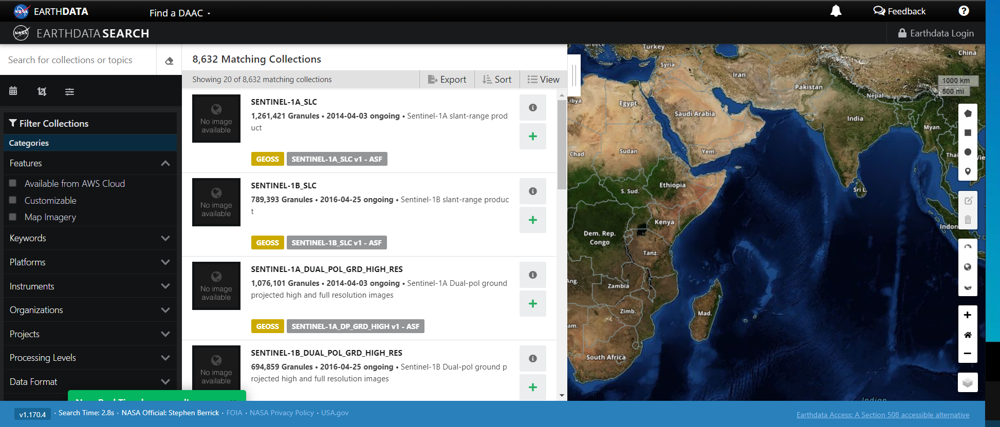 NASA EARTHDATA
Find a DAAC
Feedback
NASA EARTHDATA SEARCH
Earthdata Login
Search for collections or topics
Filter Collections
Categories
Features
Available from AWS Cloud
Customizable
Map Imagery
Keywords
Platforms
Instruments
Organizations
Projects
Processing Levels
Data Format
8,632 Matching Collections
Showing 20 of 8,632 matching collections
Export
Sort
View
No image
available
SENTINEL-1A_SLC
1,261,421 Granules • 2014-04-03 ongoing • Sentinel-1A slant-range prod
uct
GEOSS
SENTINEL-1A_SLC v1 - ASF
No image
available
SENTINEL-1B_SLC
789,393 Granules • 2016-04-25 ongoing • Sentinel-1B slant-range produc
t
GEOSS
SENTINEL-1B_SLC v1 - ASF
No image
available
SENTINEL-1A_DUAL_POL_GRD_HIGH_RES
1,076,101 Granules • 2014-04-03 ongoing • Sentinel-1A Dual-pol ground
projected high and full resolution images
GEOSS
SENTINEL-1A_DP_GRD_HIGH v1 - ASF
No image
available
SENTINEL-1B_DUAL_POL_GRD_HIGH_RES
694,859 Granules • 2016-04-25 ongoing • Sentinel-1B Dual-pol ground p
rojected high and full resolution images
Greece
Turkey
China
Syria
Iran
1000 km
500 mi
Pakistan
Nepal
Libya
Egypt
Saudi Arabia
India
Myan.
Chad
Sudan
Yem.
Thai
Vie
Ethiopia
S. Sud.
Sri L.
Kenya
Indon
Dem. Rep.
Congo
Tanz.
Ang.
Zambia
Zimb.
Mad.
am.
South Africa
Indian
v1.170.4 · Search Time: 2.8s · NASA Official: Stephen Berrick · FOIA · NASA Privacy Policy · USA.gov
Earthdata Access: A Section 508 accessible alternative